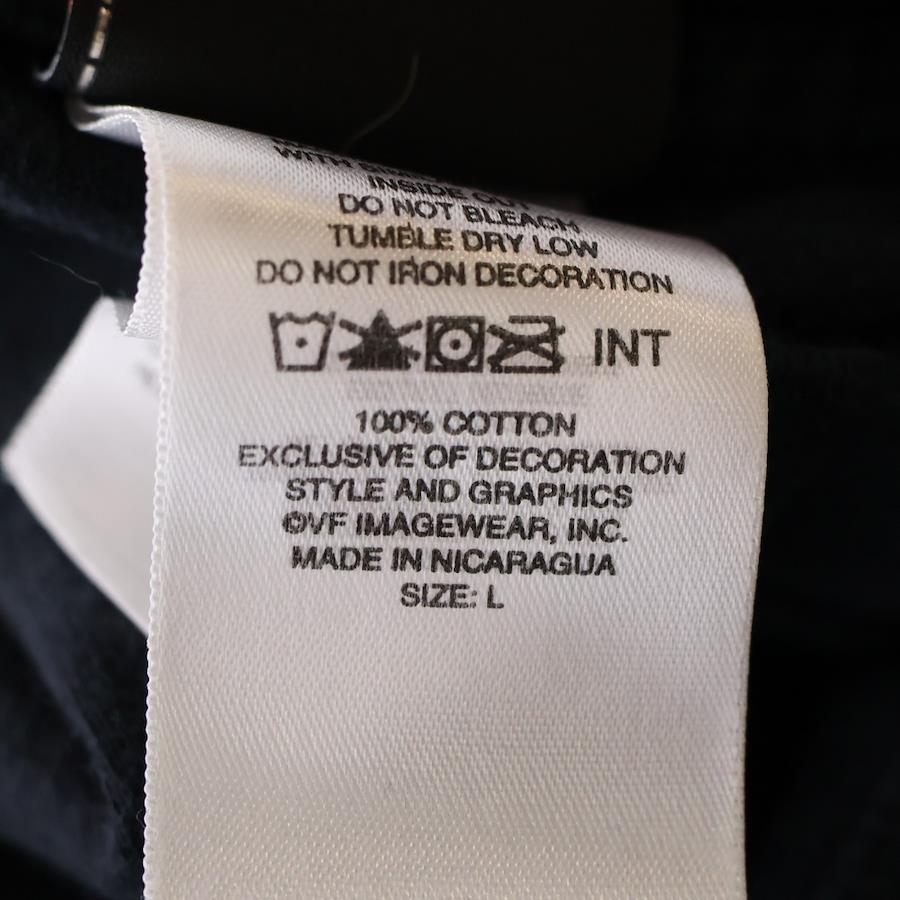 WITH
INSIDE OUT
DO NOT BLEACH
TUMBLE DRY LOW
DO NOT IRON DECORATION
INT
100% COTTON
EXCLUSIVE OF DECORATION
STYLE AND GRAPHICS
©VF IMAGEWEAR, INC.
MADE IN NICARAGUA
SIZE: L